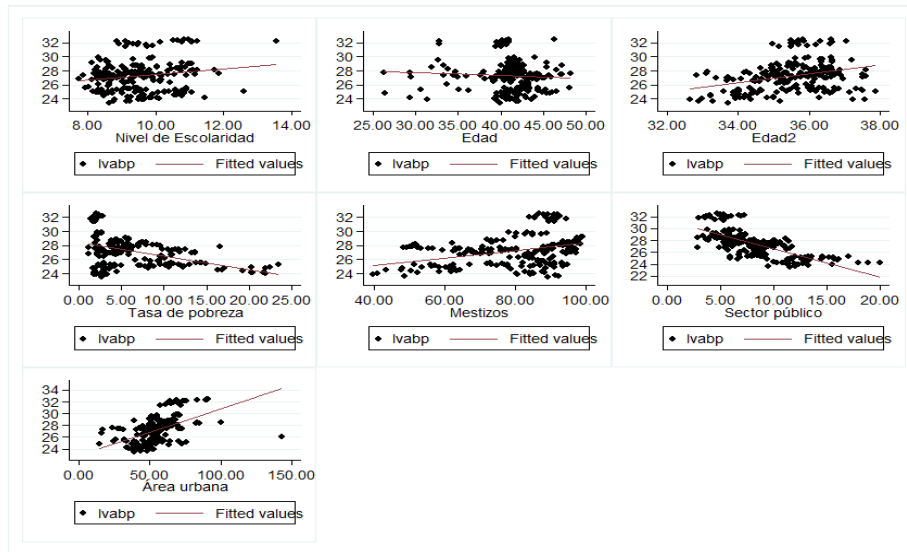 32
30
28
26
24
8.00 10.00 12.00 14.00
Nivel de Escolaridad
lvabp Fitted values
32
30
28
26
24
25.00 30.00 35.00 40.00 45.00 50.00
Edad
lvabp Fitted values
32
30
28
26
24
32.00 34.00 36.00 38.00
Edad2
lvabp Fitted values
32
30
28
26
24
0.00 5.00 10.00 15.00 20.00 25.00
Tasa de pobreza
lvabp Fitted values
32
30
28
26
24
40.00 60.00 80.00 100.00
Mestizos
lvabp Fitted values
32
30
28
26
24
22
0.00 5.00 10.00 15.00 20.00
Sector público
lvabp Fitted values
34
32
30
28
26
24
0.00 50.00 100.00 150.00
Área urbana
lvabp Fitted values